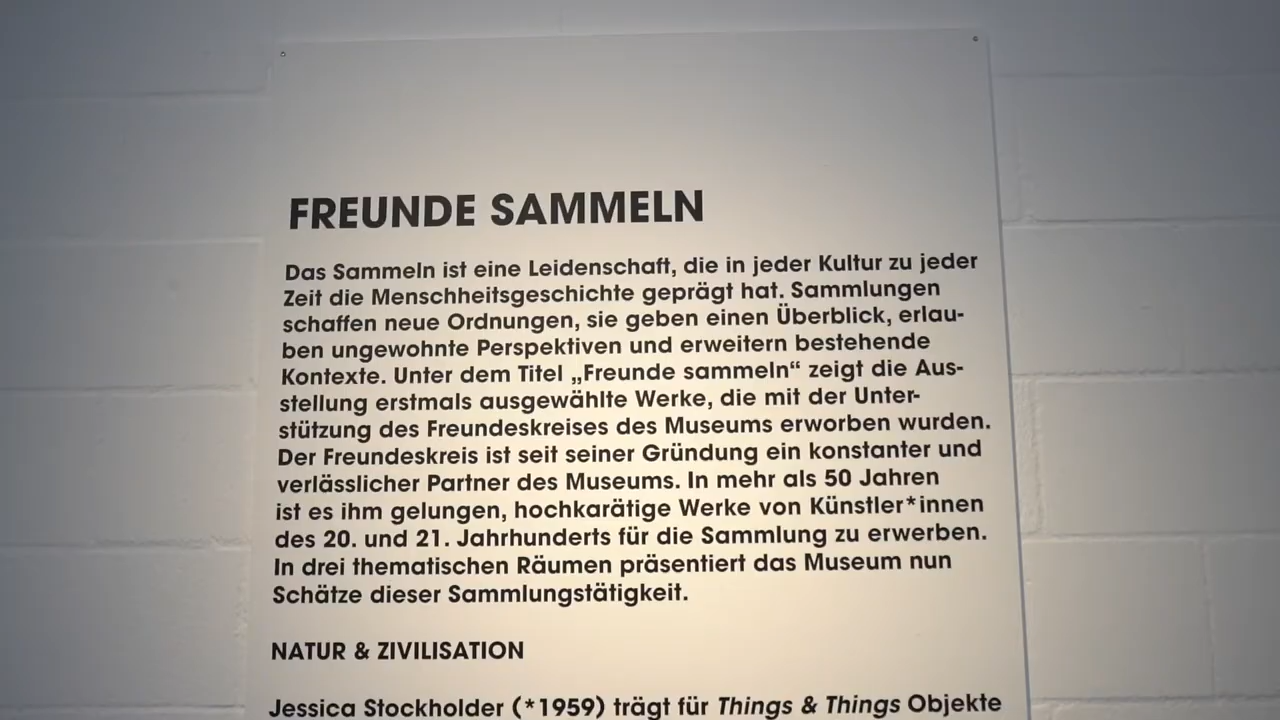 FREUNDE SAMMELN
Das Sammeln ist eine Leidenschaft, die in jeder Kultur zu jeder
Zeit die Menschheitsgeschichte geprägt hat. Sammlungen
schaffen neue Ordnungen, sie geben einen Überblick, erlau-
ben ungewohnte Perspektiven und erweitern bestehende
Kontexte. Unter dem Titel „Freunde sammeln“ zeigt die Aus-
stellung erstmals ausgewählte Werke, die mit der Unter-
stützung des Freundeskreises des Museums erworben wurden.
Der Freundeskreis ist seit seiner Gründung ein konstanter und
verlässlicher Partner des Museums. In mehr als 50 Jahren
ist es ihm gelungen, hochkarätige Werke von Künstler*innen
des 20. und 21. Jahrhunderts für die Sammlung zu erwerben.
In drei thematischen Räumen präsentiert das Museum nun
Schätze dieser Sammlungstätigkeit.
NATUR & ZIVILISATION
Jessica Stockholder (*1959) trägt für Things & Things Objekte